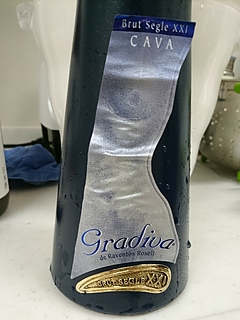 Brut Segle XXI
CAVA
Gradiva
de Raventós Rosell
BRUT SEGLE XXI